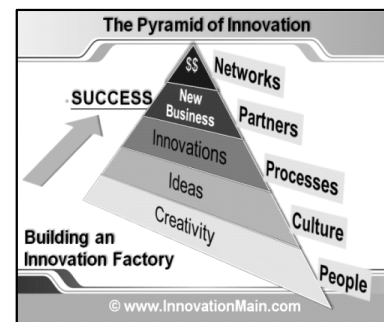 The Pyramid of Innovation
$$
Networks
SUCCESS
New
Business
Partners
Innovations
Processes
Ideas
Culture
Creativity
People
Building an
Innovation Factory
© www.InnovationMain.com